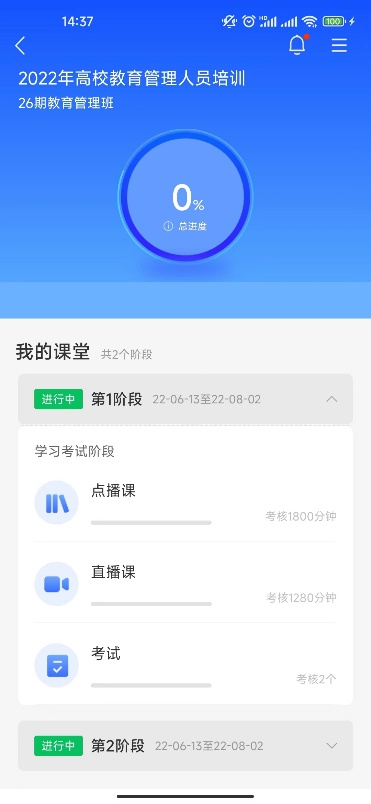 14:37
HD
100
2022年高校教育管理人员培训
26期教育管理班
0%
总进度
我的课堂 共2个阶段
进行中 第1阶段 22-06-13至22-08-02
学习考试阶段
点播课
考核1800分钟
直播课
考核1280分钟
考试
考核2个
进行中 第2阶段 22-06-13至22-08-02